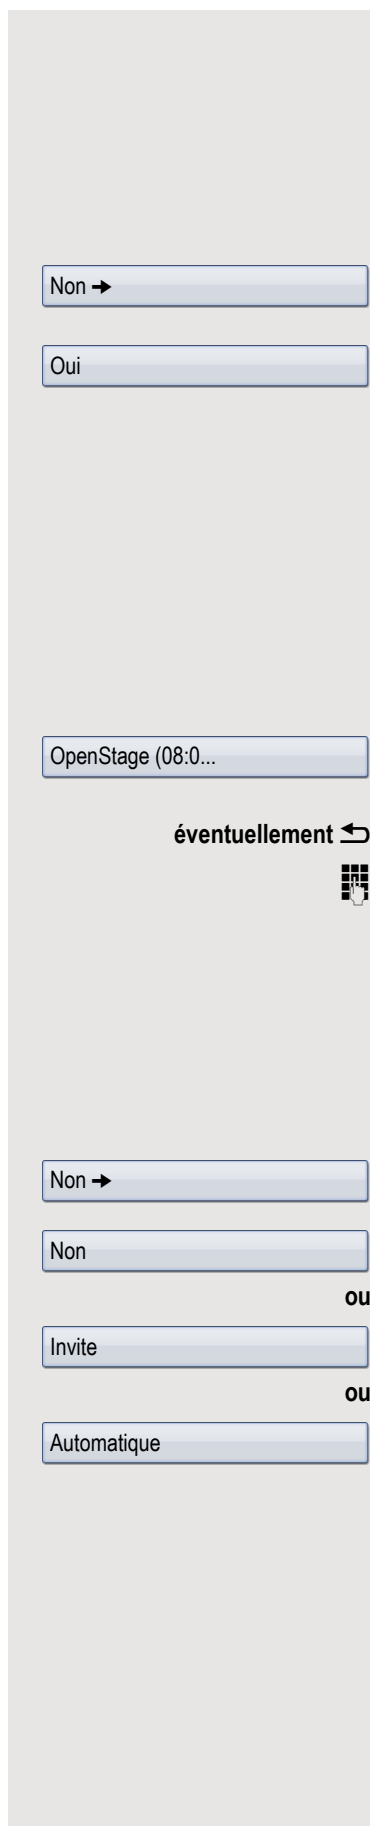 Non →
Oui
OpenStage (08:0...
éventuellement
Non →
Non
ou
Invite
ou
Automatique